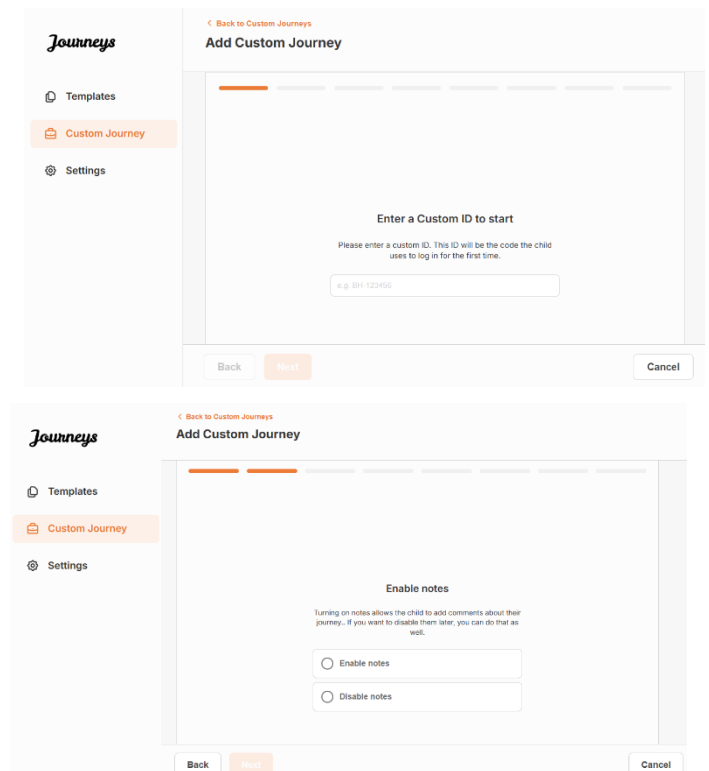 Journeys
Templates
Custom Journey
Settings
Back to Custom Journeys
Add Custom Journey
Enter a Custom ID to start
Please enter a custom ID. This ID will be the code the child
uses to log in for the first time.
e.g. BH-123456
Back
Next
Cancel
Journeys
Templates
Custom Journey
Settings
Back to Custom Journeys
Add Custom Journey
Enable notes
Turning on notes allows the child to add comments about their
journey.. If you want to disable them later, you can do that as
well.
Enable notes
Disable notes
Back
Next
Cancel